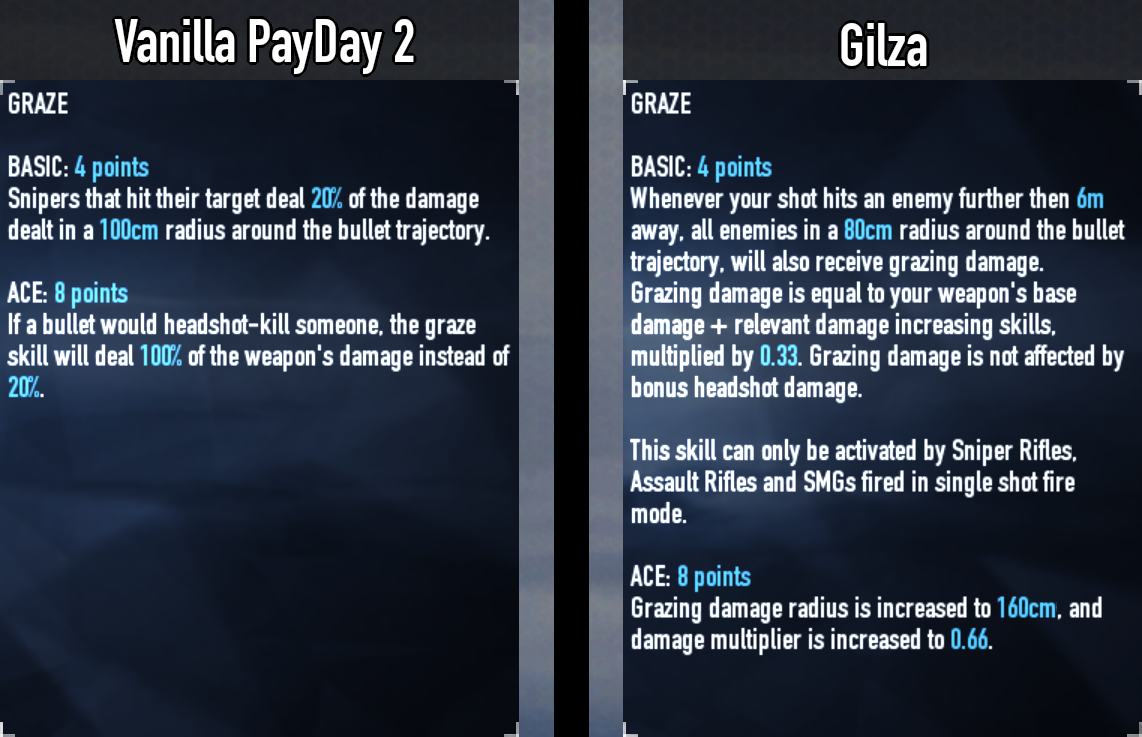 Vanilla PayDay 2
GRAZE
BASIC: 4 points
Snipers that hit their target deal 20% of the damage
dealt in a 100cm radius around the bullet trajectory.
ACE: 8 points
If a bullet would headshot-kill someone, the graze
skill will deal 100% of the weapon's damage instead of
20%.
Gilza
GRAZE
BASIC: 4 points
Whenever your shot hits an enemy further then 6m
away, all enemies in a 80cm radius around the bullet
trajectory, will also receive grazing damage.
Grazing damage is equal to your weapon's base
damage + relevant damage increasing skills,
multiplied by 0.33. Grazing damage is not affected by
bonus headshot damage.
This skill can only be activated by Sniper Rifles,
Assault Rifles and SMGs fired in single shot fire
mode.
ACE: 8 points
Grazing damage radius is increased to 160cm, and
damage multiplier is increased to 0.66.